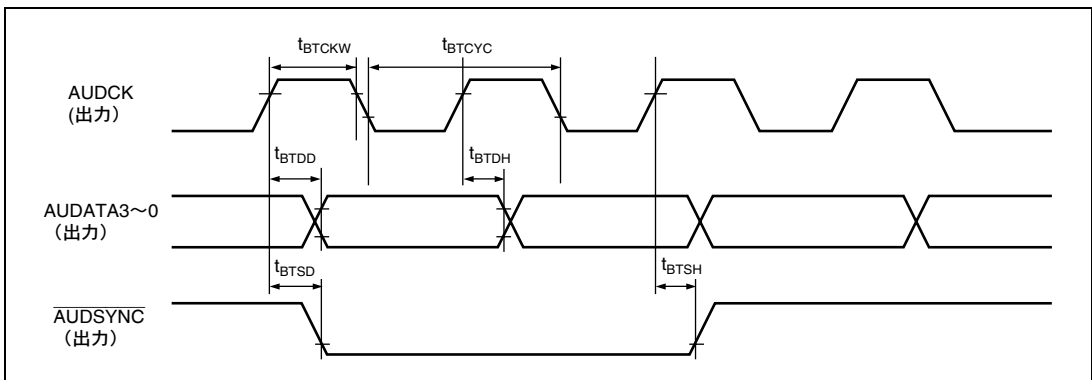 tBTCKW
tBTCYC
AUDCK
(出力）
tBTDD
tBTDH
AUDATA3～0
（出力）
tBTSD
tBTSH
AUDSYNC
（出力）